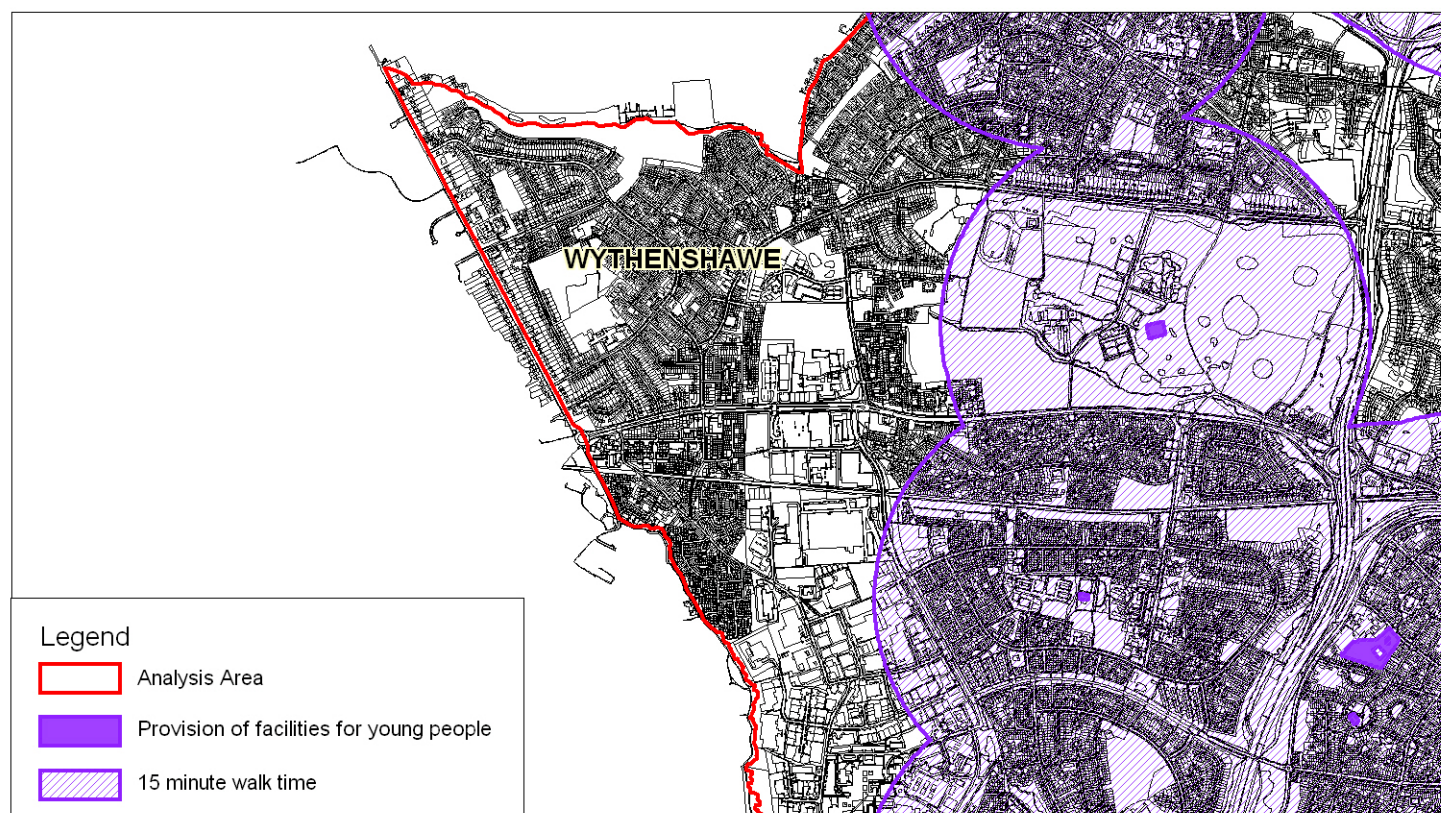 WYTHENSHAWE
Legend
Analysis Area
Provision of facilities for young people
15 minute walk time